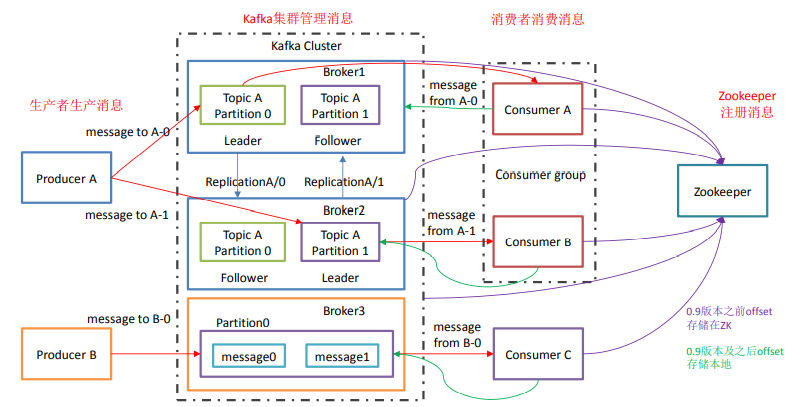 Kafka集群管理消息
消费者消费消息
Kafka Cluster
Broker1
Topic A
Partition 0
Topic A
Partition 1
Leader
Follower
生产者生产消息
message to A-0
Producer A
message to A-1
ReplicationA/0
ReplicationA/1
Broker2
Topic A
Partition 0
Topic A
Partition 1
Follower
Leader
message to B-0
Producer B
Broker3
Partition0
message0
message1
message
from A-0
Consumer A
Consumer group
message
from A-1
Consumer B
message
from B-0
Consumer C
Zookeeper
注册消息
Zookeeper
0.9版本之前offset
存储在ZK
0.9版本及之后offset
存储本地